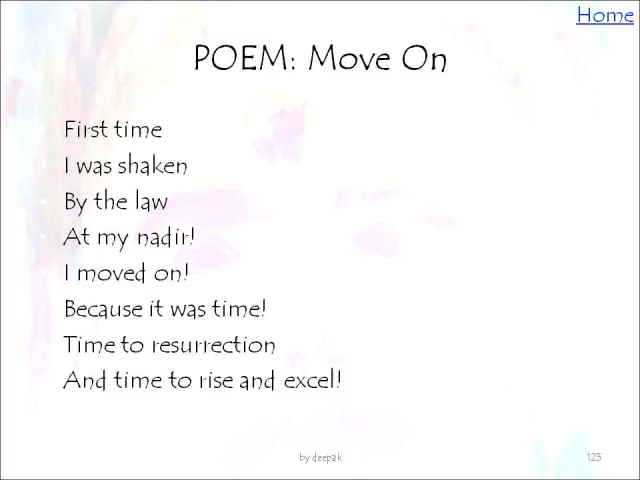 Home
POEM: Move On
First time
I was shaken
By the law
At my nadir!
I moved on!
Because it was time!
Time to resurrection
And time to rise and excel!
by deepak
123